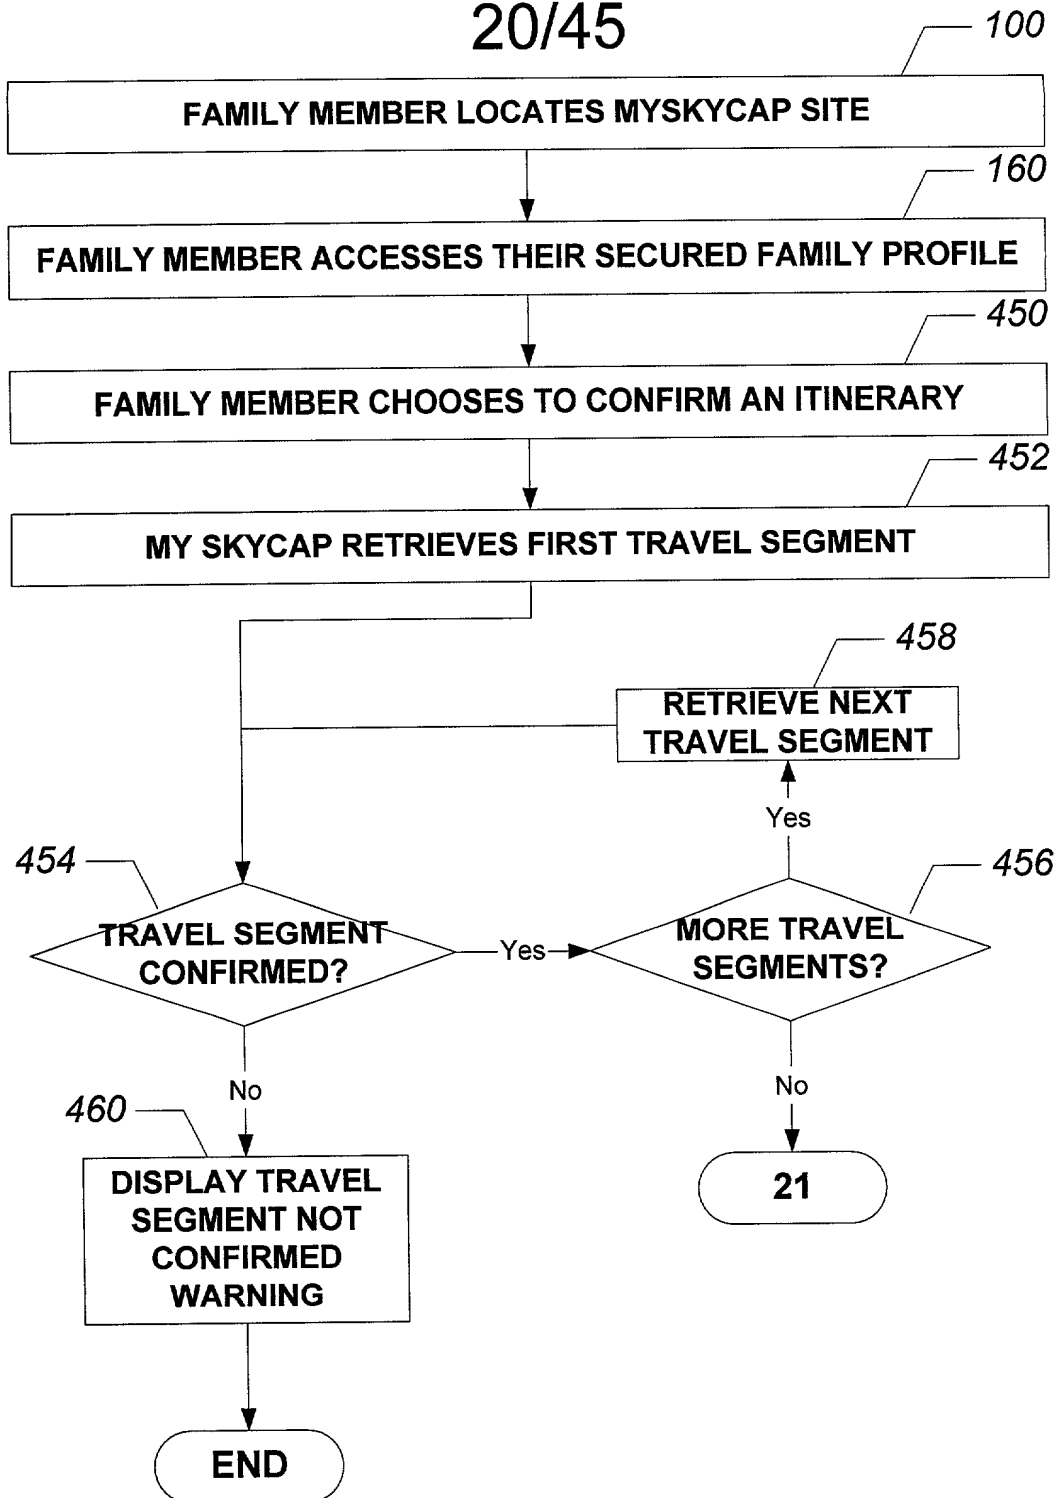 20/45
100
FAMILY MEMBER LOCATES MYSKYCAP SITE
160
FAMILY MEMBER ACCESSES THEIR SECURED FAMILY PROFILE
450
FAMILY MEMBER CHOOSES TO CONFIRM AN ITINERARY
452
MY SKYCAP RETRIEVES FIRST TRAVEL SEGMENT
458
RETRIEVE NEXT
TRAVEL SEGMENT
Yes
454
456
TRAVEL SEGMENT
CONFIRMED?
Yes
MORE TRAVEL
SEGMENTS?
No
No
460
DISPLAY TRAVEL
SEGMENT NOT
CONFIRMED
WARNING
21
END